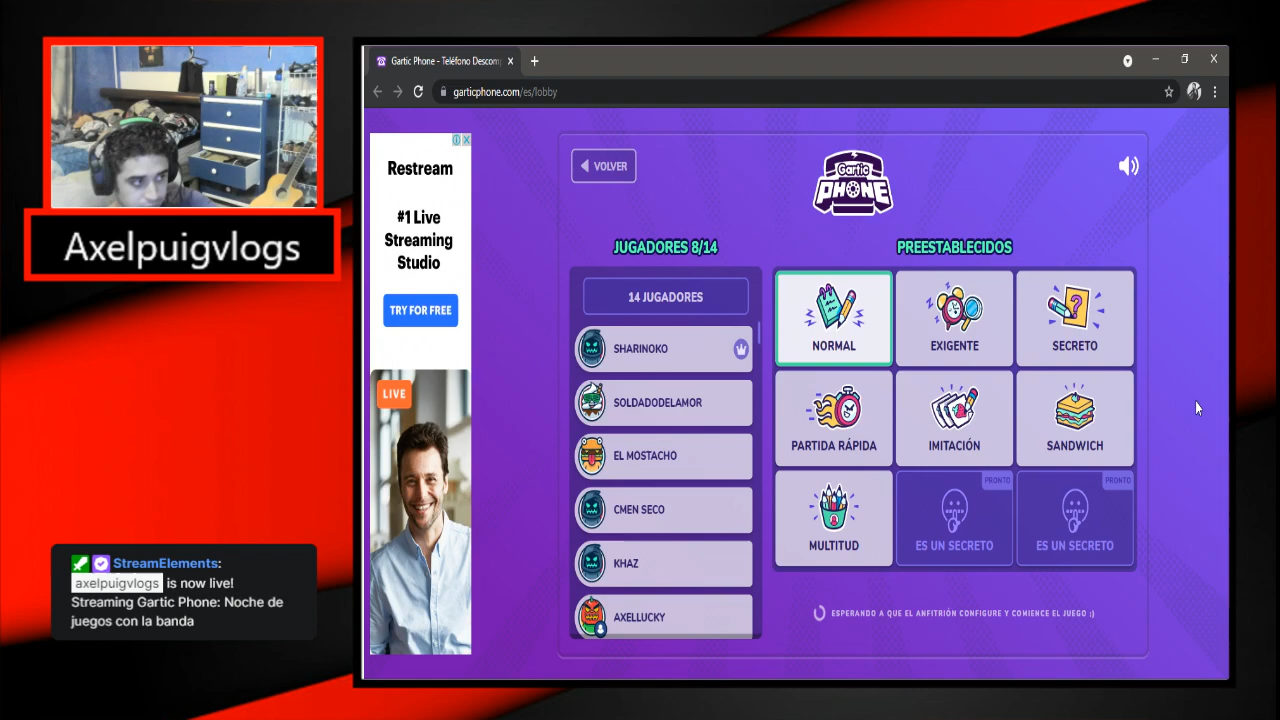 Gartic Phone - Teléfono Descom
garticphone.com/es/lobby
Restream
#1 Live
Streaming
Studio
TRY FOR FREE
LIVE
VOLVER
Gartic
PHONE
JUGADORES 8/14
14 JUGADORES
SHARINOKO
SOLDADODELAMOR
EL MOSTACHO
CMEN SECO
KHAZ
AXELLUCKY
PREESTABLECIDOS
NORMAL
EXIGENTE
SECRETO
PARTIDA RÁPIDA
IMITACIÓN
SANDWICH
MULTITUD
PRONTO
ES UN SECRETO
PRONTO
ES UN SECRETO
ESPERANDO A QUE EL ANFITRIÓN CONFIGURE Y COMIENCE EL JUEGO ;)
Axelpuigvlogs
StreamElements:
axelpuigvlogs is now live!
Streaming Gartic Phone: Noche de
juegos con la banda